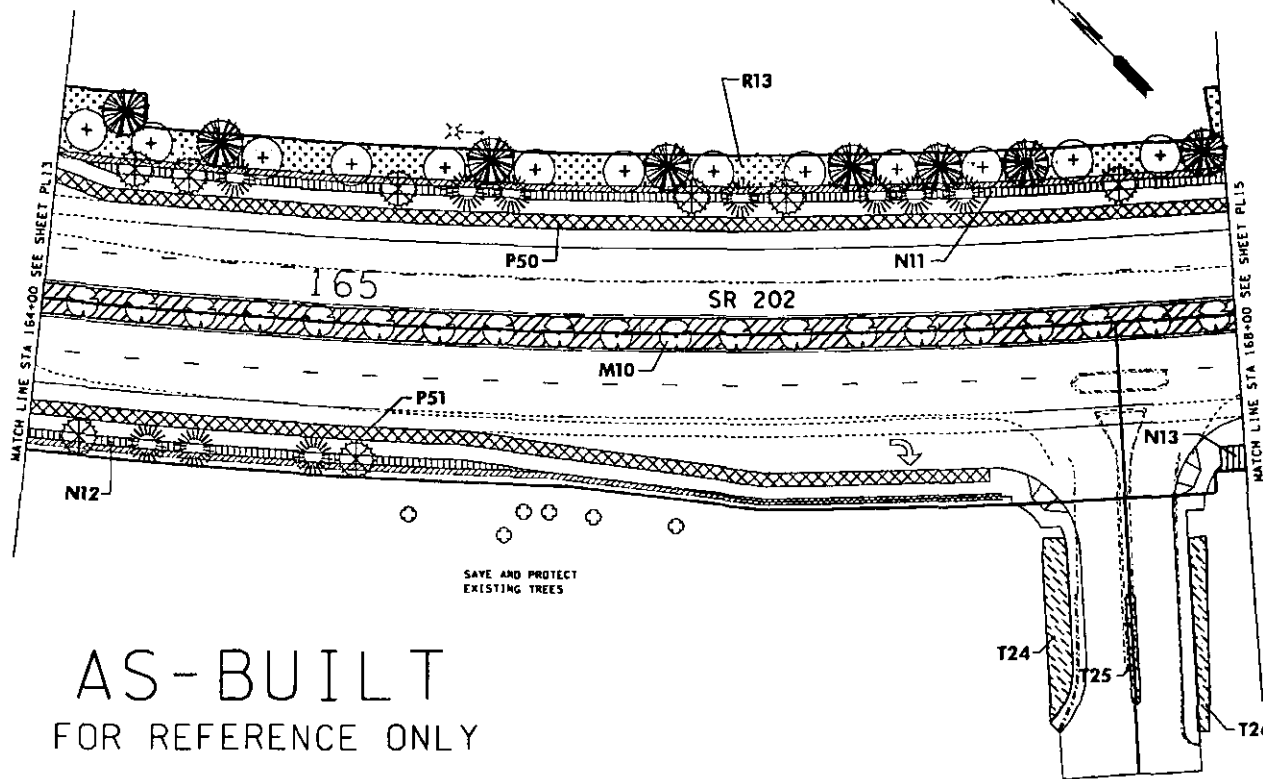 N
R13
MATCH LINE STA 164+00 SEE SHEET PL13
MATCH LINE STA 168+00 SEE SHEET PL15
P50
N11
165
SR 202
M10
P51
N13
N12
SAVE AND PROTECT
EXISTING TREES
T24
T25
T26
AS-BUILT
FOR REFERENCE ONLY